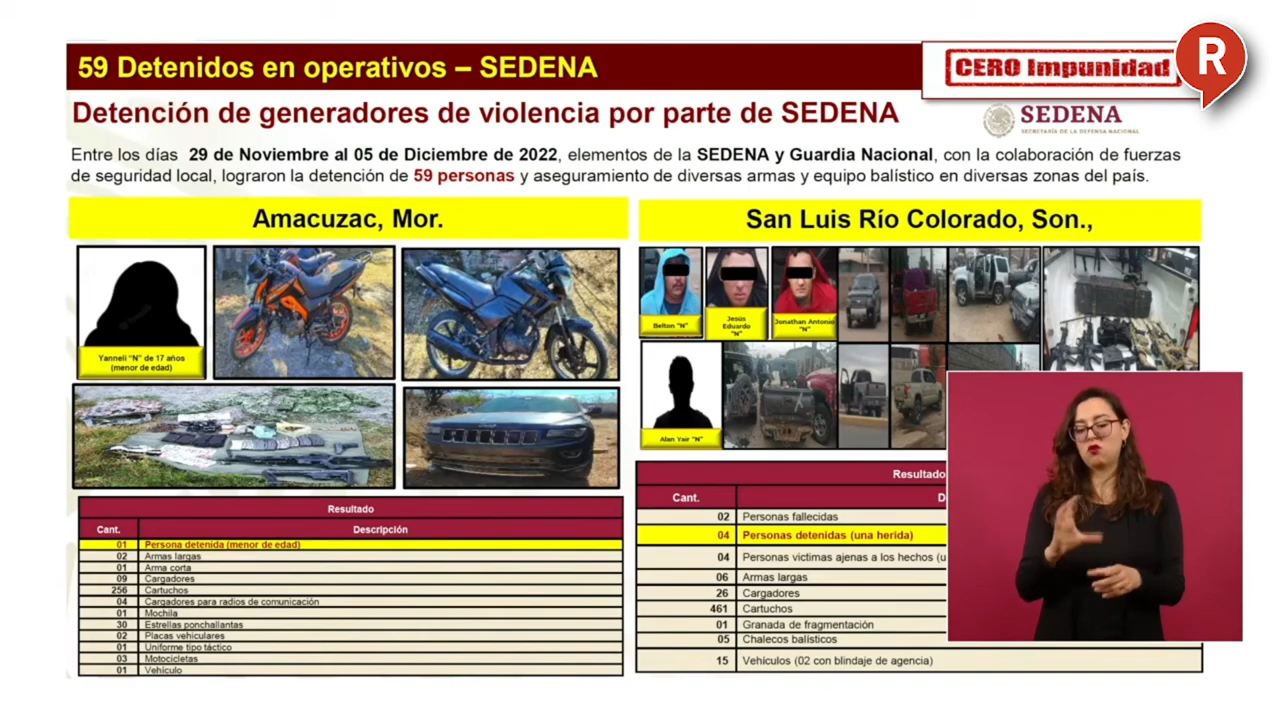 59 Detenidos en operativos – SEDENA
CERO Impunidad
R
Detención de generadores de violencia por parte de SEDENA
SEDENA
SECRETARÍA DE LA DEFENSA NACIONAL
Entre los días 29 de Noviembre al 05 de Diciembre de 2022, elementos de la SEDENA y Guardia Nacional, con la colaboración de fuerzas
de seguridad local, lograron la detención de 59 personas y aseguramiento de diversas armas y equipo balístico en diversas zonas del país.
Amacuzac, Mor.
Yanneli "N" de 17 años
(menor de edad)
Resultado
Cant. Descripción
01 Persona detenida (menor de edad)
02 Armas largas
01 Arma corta
09 Cargadores
256 Cartuchos
04 Cargadores para radios de comunicación
01 Mochila
30 Estrellas ponchallantas
02 Placas vehiculares
01 Uniforme tipo táctico
03 Motocicletas
01 Vehículo
San Luis Río Colorado, Son.,
Belton "N"
Jesús
Eduardo
"N"
Jonathan Antonio
"N"
Alan Yair "N"
Resultado
Cant. D
02 Personas fallecidas
04 Personas detenidas (una herida)
04 Personas victimas ajenas a los hechos (u
06 Armas largas
26 Cargadores
461 Cartuchos
01 Granada de fragmentación
05 Chalecos balísticos
15 Vehículos (02 con blindaje de agencia)